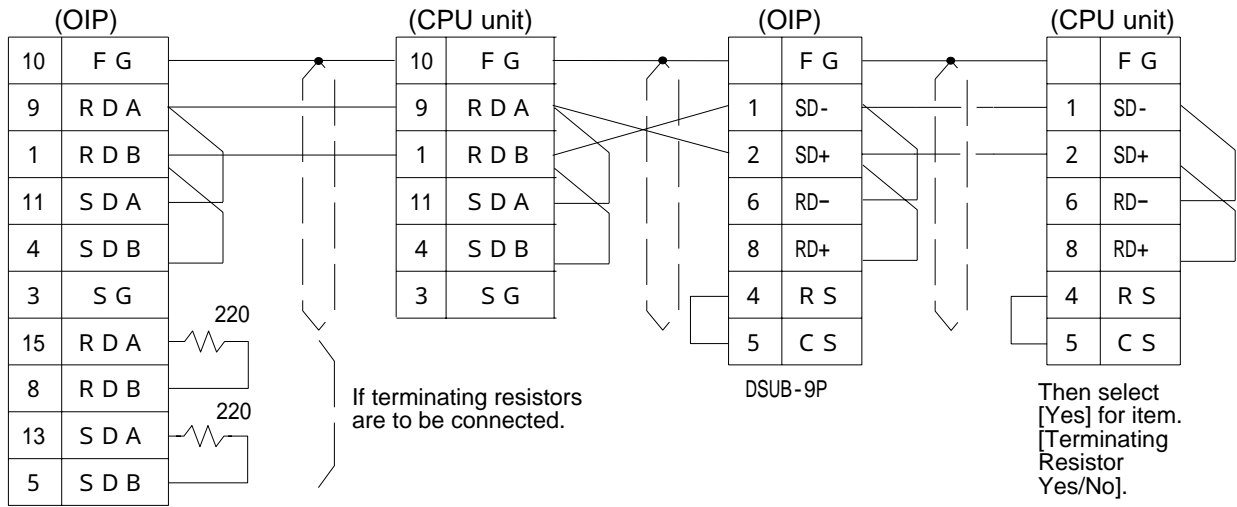 (OIP)
10 F G
9 R D A
1 R D B
11 S D A
4 S D B
3 S G
15 R D A
8 R D B
13 S D A
5 S D B
220
220
If terminating resistors
are to be connected.
(CPU unit)
10 F G
9 R D A
1 R D B
11 S D A
4 S D B
3 S G
(OIP)
F G
1 SD-
2 SD+
6 RD-
8 RD+
4 R S
5 C S
DSUB-9P
(CPU unit)
F G
1 SD-
2 SD+
6 RD-
8 RD+
4 R S
5 C S
Then select
[Yes] for item.
[Terminating
Resistor
Yes/No].